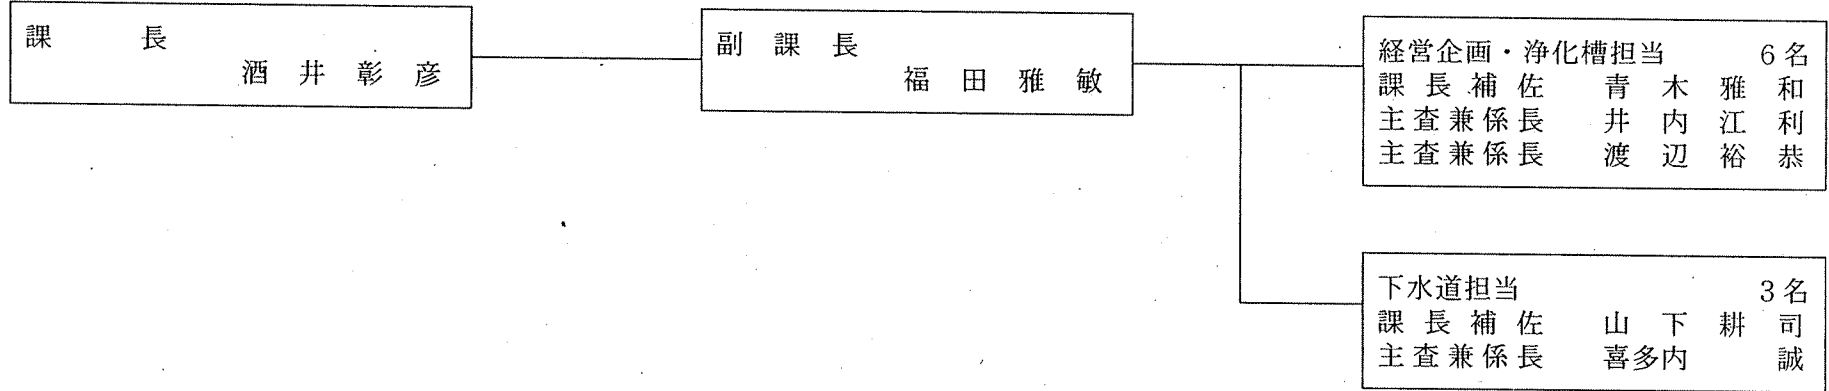 課長
酒井彰彦
副課長
福田雅敏
経営企画・浄化槽担当 6名
課長補佐 青木雅和
主査兼係長 井内江利
主査兼係長 渡辺裕恭
下水道担当 3名
課長補佐 山下耕司
主査兼係長 喜多内誠